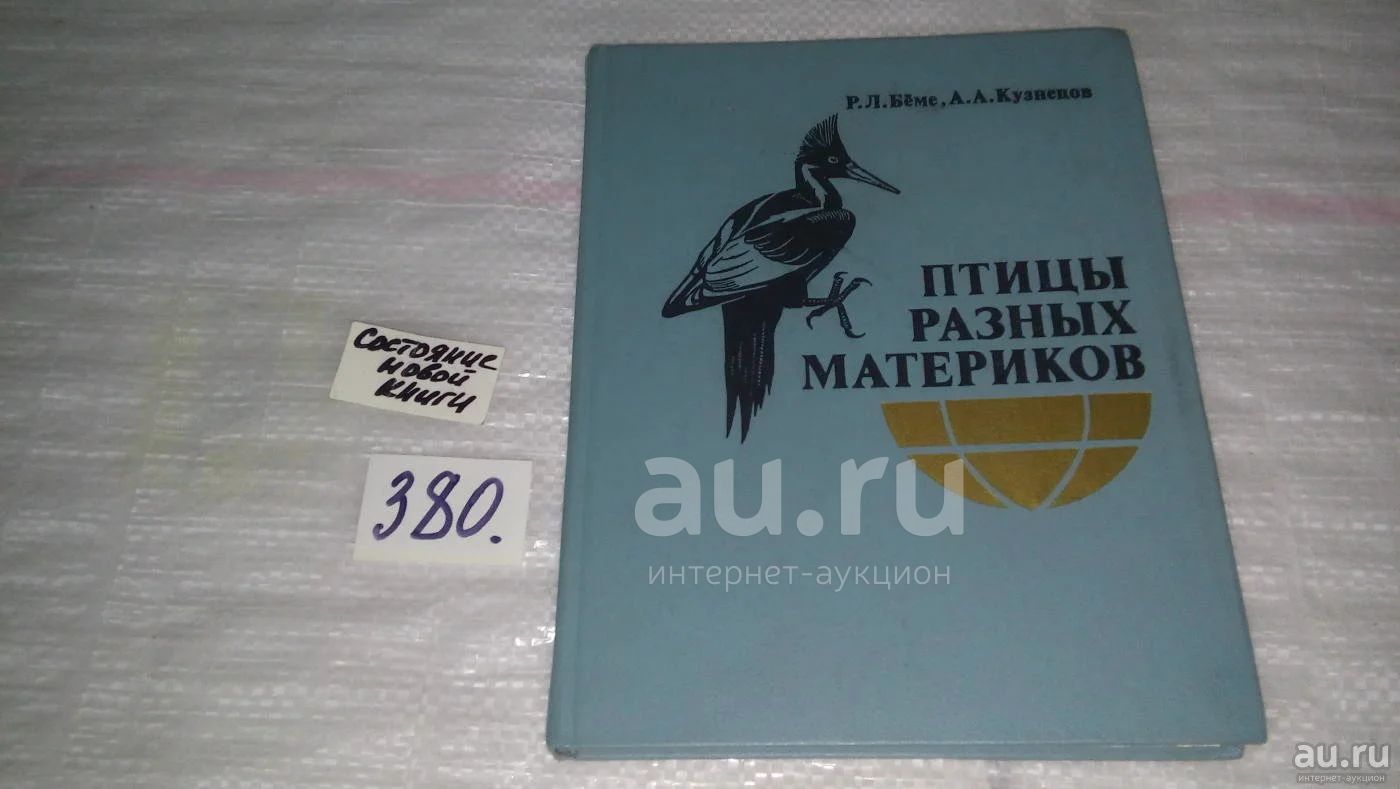 Р.Л.Бёме, А.А.Кузнецов
ПТИЦЫ
РАЗНЫХ
МАТЕРИКОВ
Состояние
новой
книги
380.
au.ru
интернет-аукцион
au.ru
интернет-аукцион